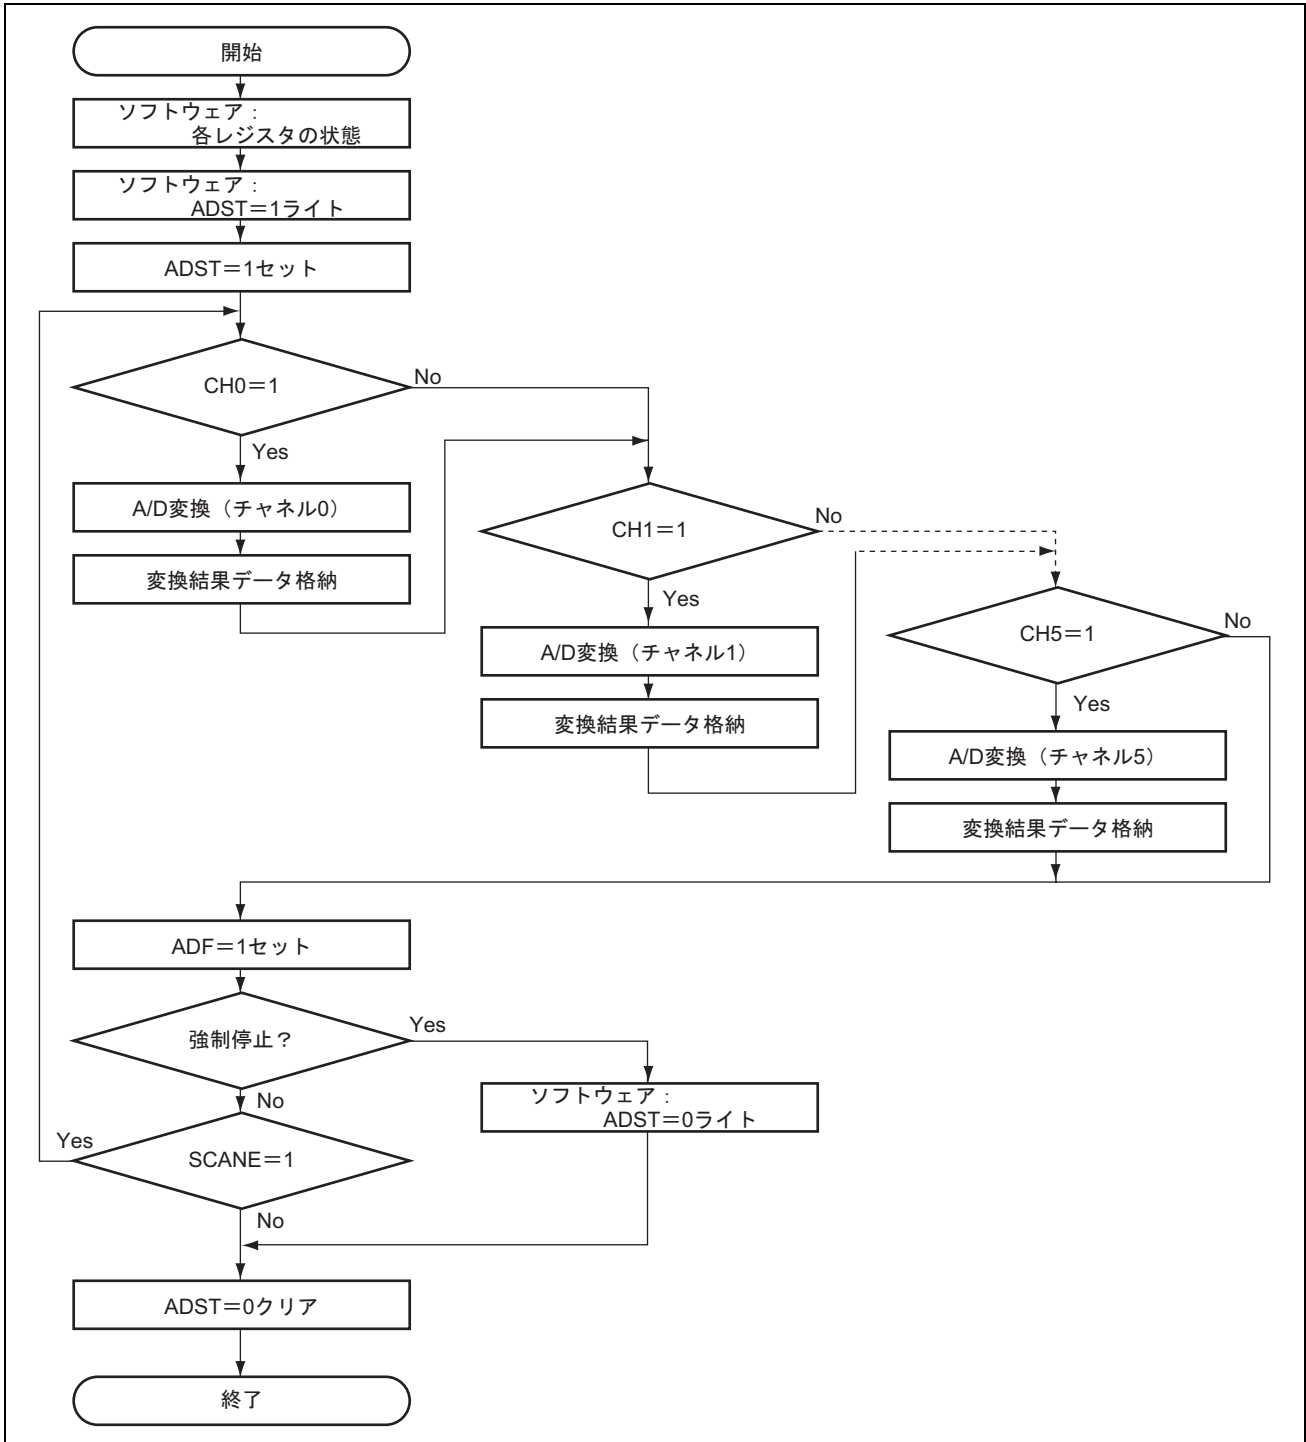 開始
ソフトウェア：
各レジスタの状態
ソフトウェア：
ADST＝1ライト
ADST＝1セット
CH0＝1
No
Yes
A/D変換（チャネル0）
変換結果データ格納
CH1＝1
No
Yes
A/D変換（チャネル1）
変換結果データ格納
CH5＝1
No
Yes
A/D変換（チャネル5）
変換結果データ格納
ADF＝1セット
強制停止？
Yes
No
ソフトウェア：
ADST＝0ライト
SCANE＝1
Yes
No
ADST＝0クリア
終了